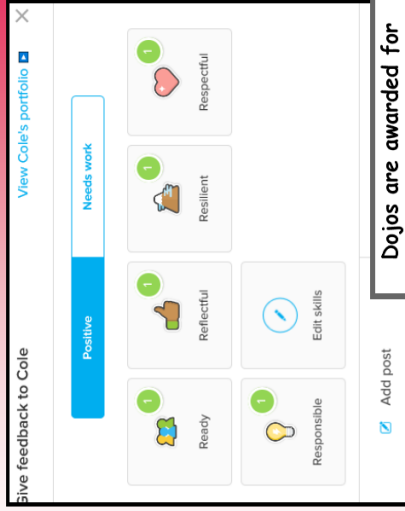 Give feedback to Cole
View Cole's portfolio
Positive
Needs work
1
Ready
1
Reflectful
1
Resilient
1
Respectful
1
Responsible
Edit skills
Add post
Dojos are awarded for